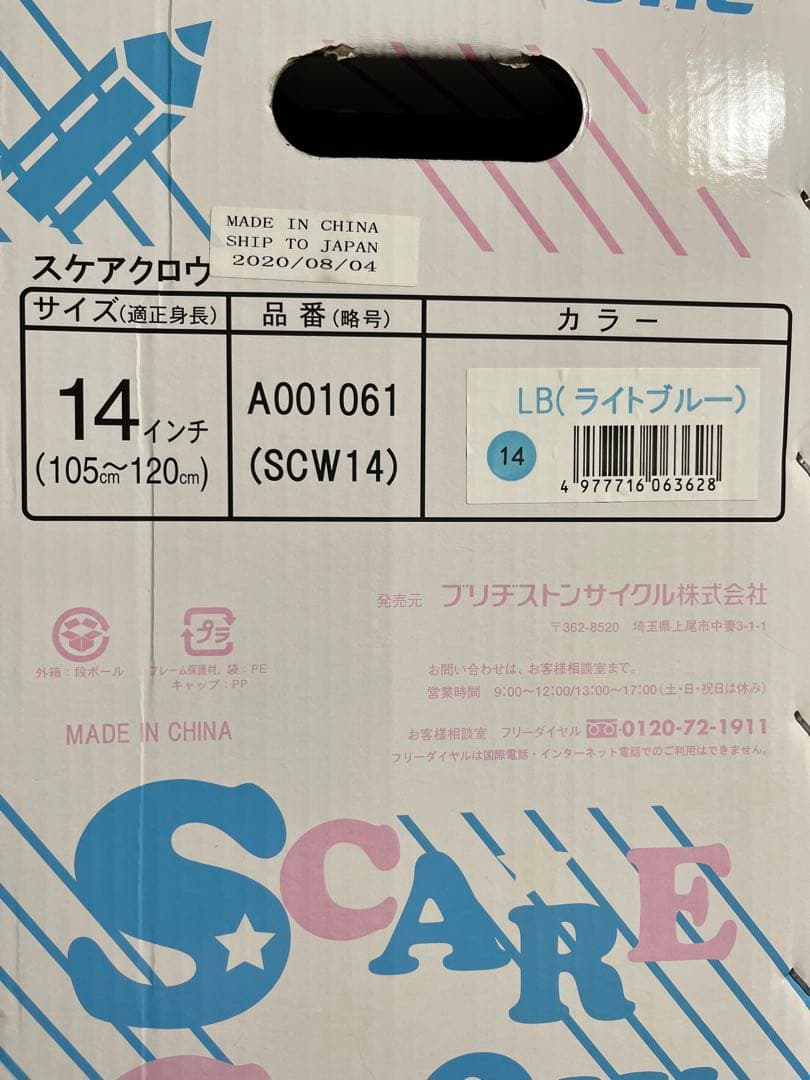 MADE IN CHINA
SHIP TO JAPAN
2020/08/04
スケアクロウ
サイズ(適正身長)
品番(略号)
カラー
14インチ
(105cm～120cm)
A001061
(SCW14)
LB(ライトブルー)
14
4 977716 063628
発売元 ブリヂストンサイクル株式会社
〒362-8520 埼玉県上尾市中妻3-1-1
プラ
外箱：段ボール
フレーム保護材、袋：PE
キャップ：PP
お問い合わせは、お客様相談室まで。
営業時間 9:00～12:00/13:00～17:00(土・日・祝日は休み)
MADE IN CHINA
お客様相談室 フリーダイヤル 0120-72-1911
フリーダイヤルは国際電話・インターネット電話でのご利用はできません。
SCARE